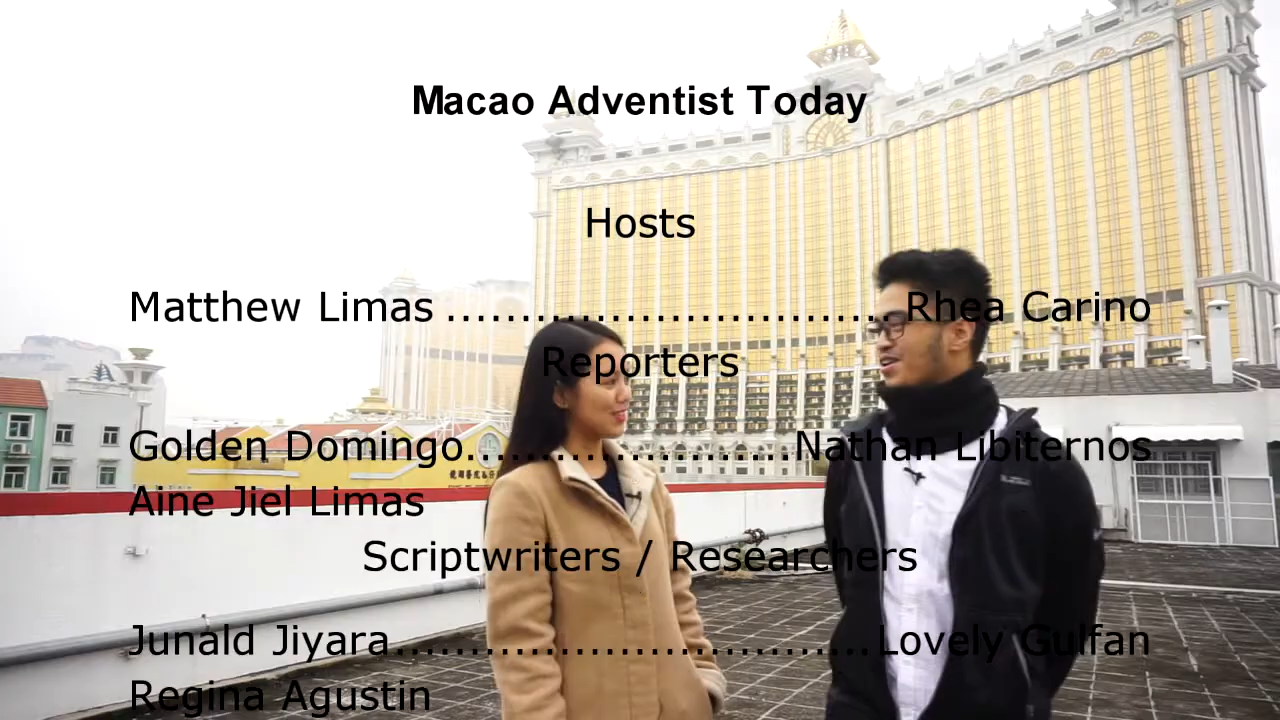 Macao Adventist Today
Hosts
Matthew Limas ..............................Rhea Carino
Reporters
Golden Domingo......................Nathan Libiternos
Aine Jiel Limas
Scriptwriters / Researchers
Junald Jiyara................................Lovely Gulfan
Regina Agustin